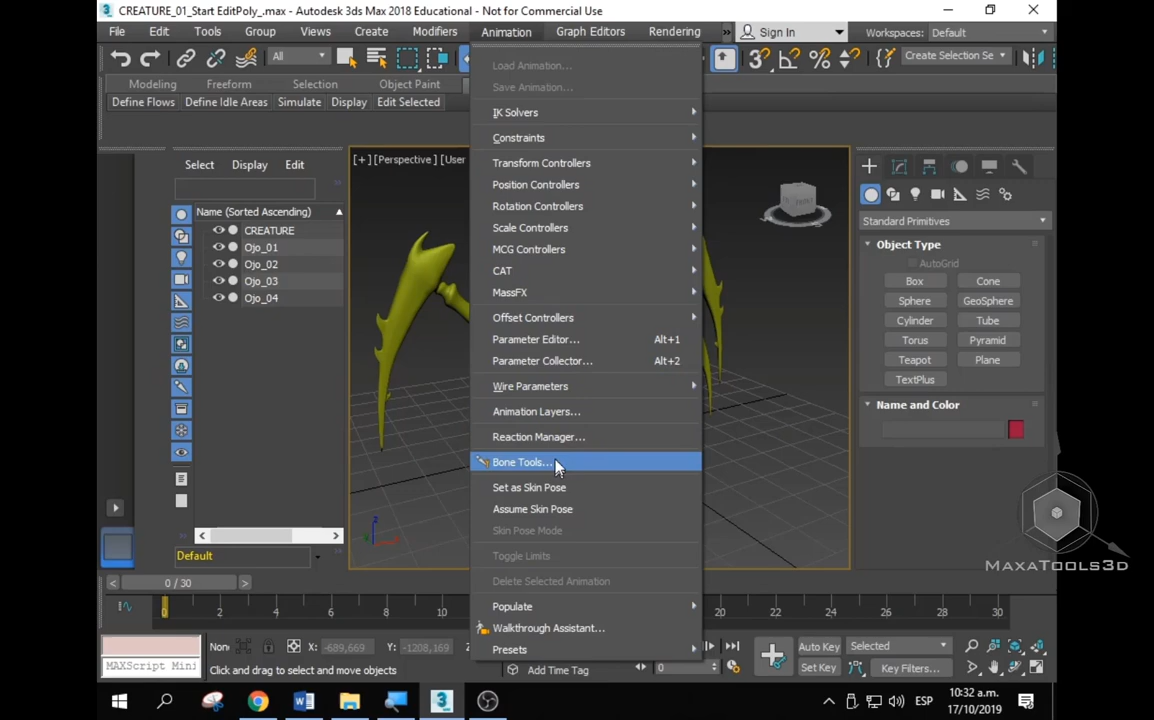 CREATURE_01_Start EditPoly_.max - Autodesk 3ds Max 2018 Educational - Not for Commercial Use
File Edit Tools Group Views Create Modifiers Animation Graph Editors Rendering » Sign In Workspaces: Default
All Create Selection Se
Modeling Freeform Selection Object Paint
Define Flows Define Idle Areas Simulate Display Edit Selected
Select Display Edit
Name (Sorted Ascending)
CREATURE
Ojo_01
Ojo_02
Ojo_03
Ojo_04
Default
[+] [Perspective] [User
Load Animation...
Save Animation...
IK Solvers
Constraints
Transform Controllers
Position Controllers
Rotation Controllers
Scale Controllers
MCG Controllers
CAT
MassFX
Offset Controllers
Parameter Editor... Alt+1
Parameter Collector... Alt+2
Wire Parameters
Animation Layers...
Reaction Manager...
Bone Tools...
Set as Skin Pose
Assume Skin Pose
Skin Pose Mode
Toggle Limits
Delete Selected Animation
Populate
Walkthrough Assistant...
Presets
Standard Primitives
Object Type
AutoGrid
Box Cone
Sphere GeoSphere
Cylinder Tube
Torus Pyramid
Teapot Plane
TextPlus
Name and Color
MAXATOOLS3D
z
< 0 / 30 >
0 2 4 6 8 10 20 22 24 26 28 30
MAXScript Mini
Non X: -689,669 Y: -1208,169 Z
Click and drag to select and move objects
Add Time Tag
0
Auto Key Selected
Set Key Key Filters...
ESP
10:32 a.m.
17/10/2019